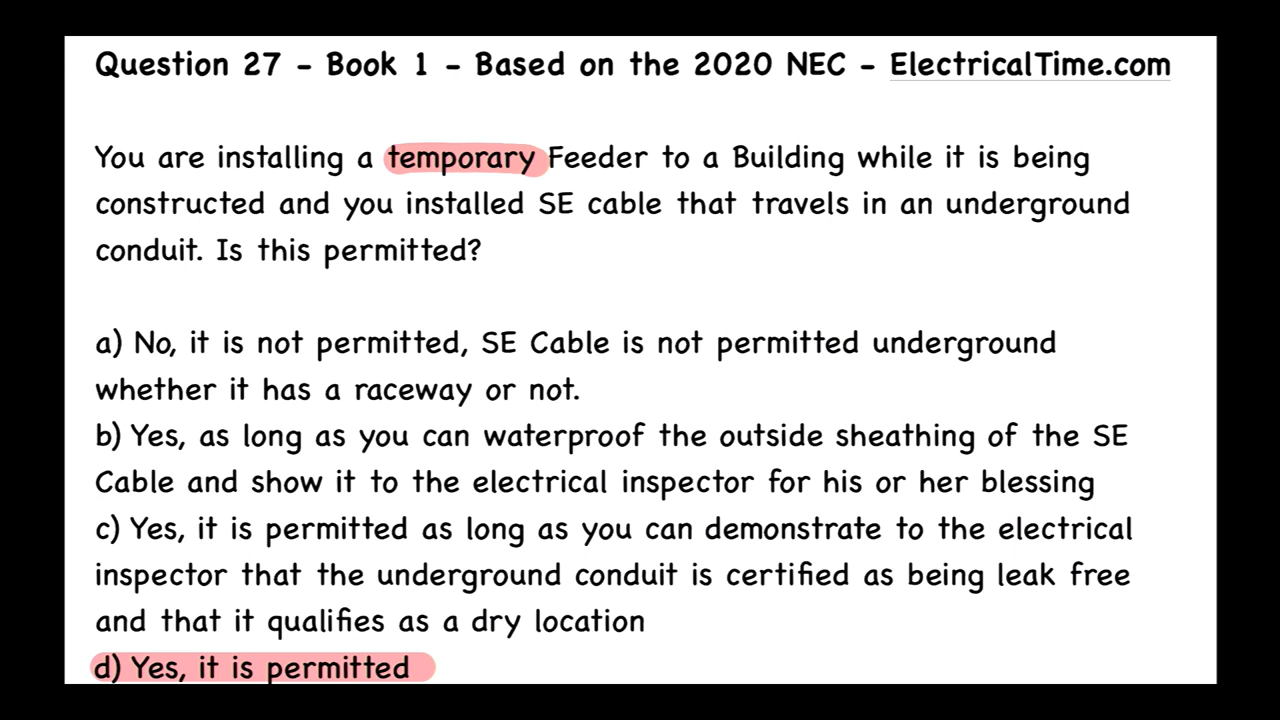 Question 27 - Book 1 - Based on the 2020 NEC - ElectricalTime.com
You are installing a temporary Feeder to a Building while it is being
constructed and you installed SE cable that travels in an underground
conduit. Is this permitted?
a) No, it is not permitted, SE Cable is not permitted underground
whether it has a raceway or not.
b) Yes, as long as you can waterproof the outside sheathing of the SE
Cable and show it to the electrical inspector for his or her blessing
c) Yes, it is permitted as long as you can demonstrate to the electrical
inspector that the underground conduit is certified as being leak free
and that it qualifies as a dry location
d) Yes, it is permitted